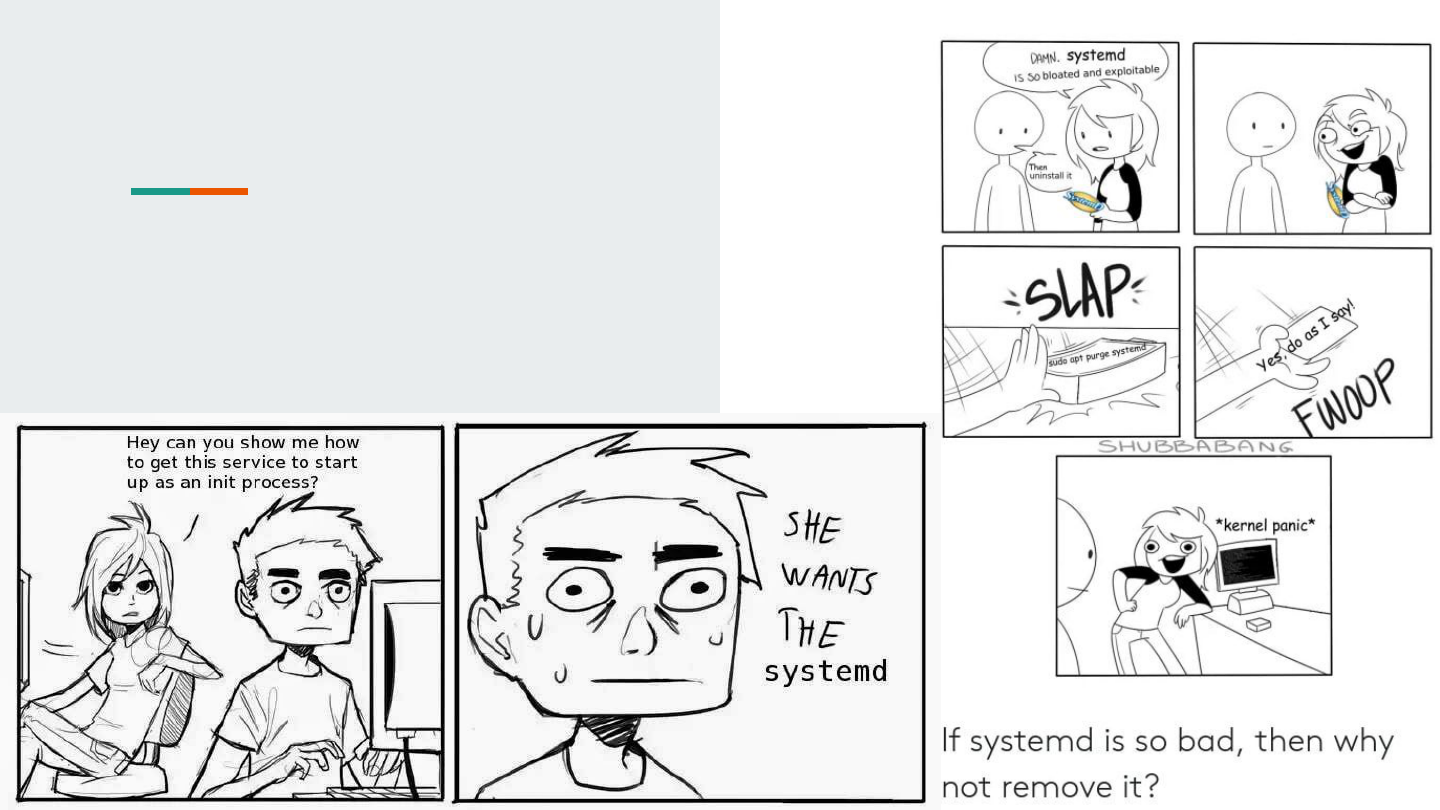 DAMN. systemd
IS SO bloated and exploitable
Then
uninstall it
systemd
SLAP
sudo apt purge systemd
Yes, do as I say!
FWOOP
SHUBBABANG
*kernel panic*
Hey can you show me how
to get this service to start
up as an init process?
SHE
WANTS
THE
systemd
If systemd is so bad, then why
not remove it?